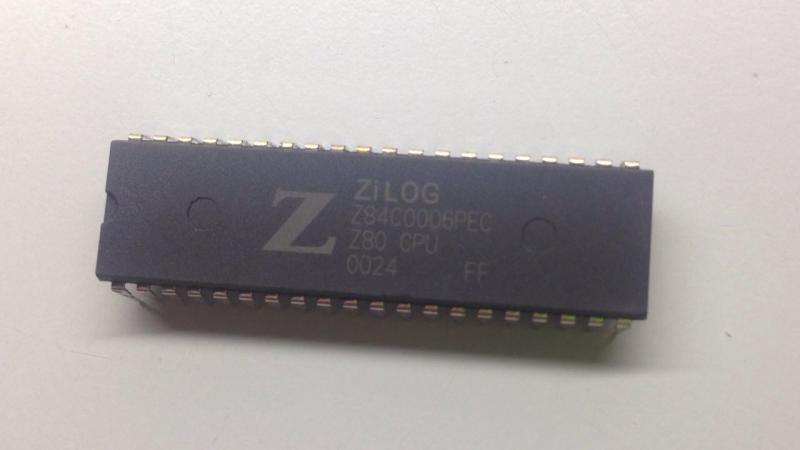 Z
ZiLOG
Z84C0006PEC
Z80 CPU
0024 FF